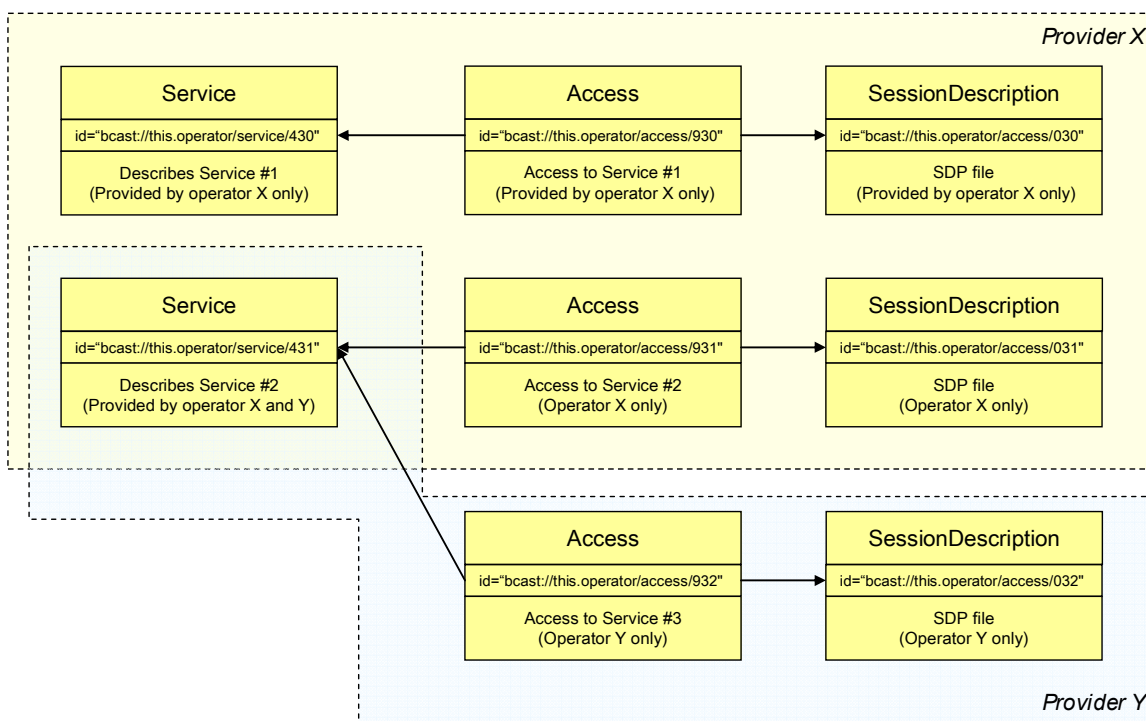 Provider X
Service
id=“bcast://this.operator/service/430"
Describes Service #1
(Provided by operator X only)
Access
id=“bcast://this.operator/access/930"
Access to Service #1
(Provided by operator X only)
SessionDescription
id=“bcast://this.operator/access/030"
SDP file
(Provided by operator X only)
Service
id=“bcast://this.operator/service/431"
Describes Service #2
(Provided by operator X and Y)
Access
id=“bcast://this.operator/access/931"
Access to Service #2
(Operator X only)
SessionDescription
id=“bcast://this.operator/access/031"
SDP file
(Operator X only)
Access
id=“bcast://this.operator/access/932"
Access to Service #3
(Operator Y only)
SessionDescription
id=“bcast://this.operator/access/032"
SDP file
(Operator Y only)
Provider Y